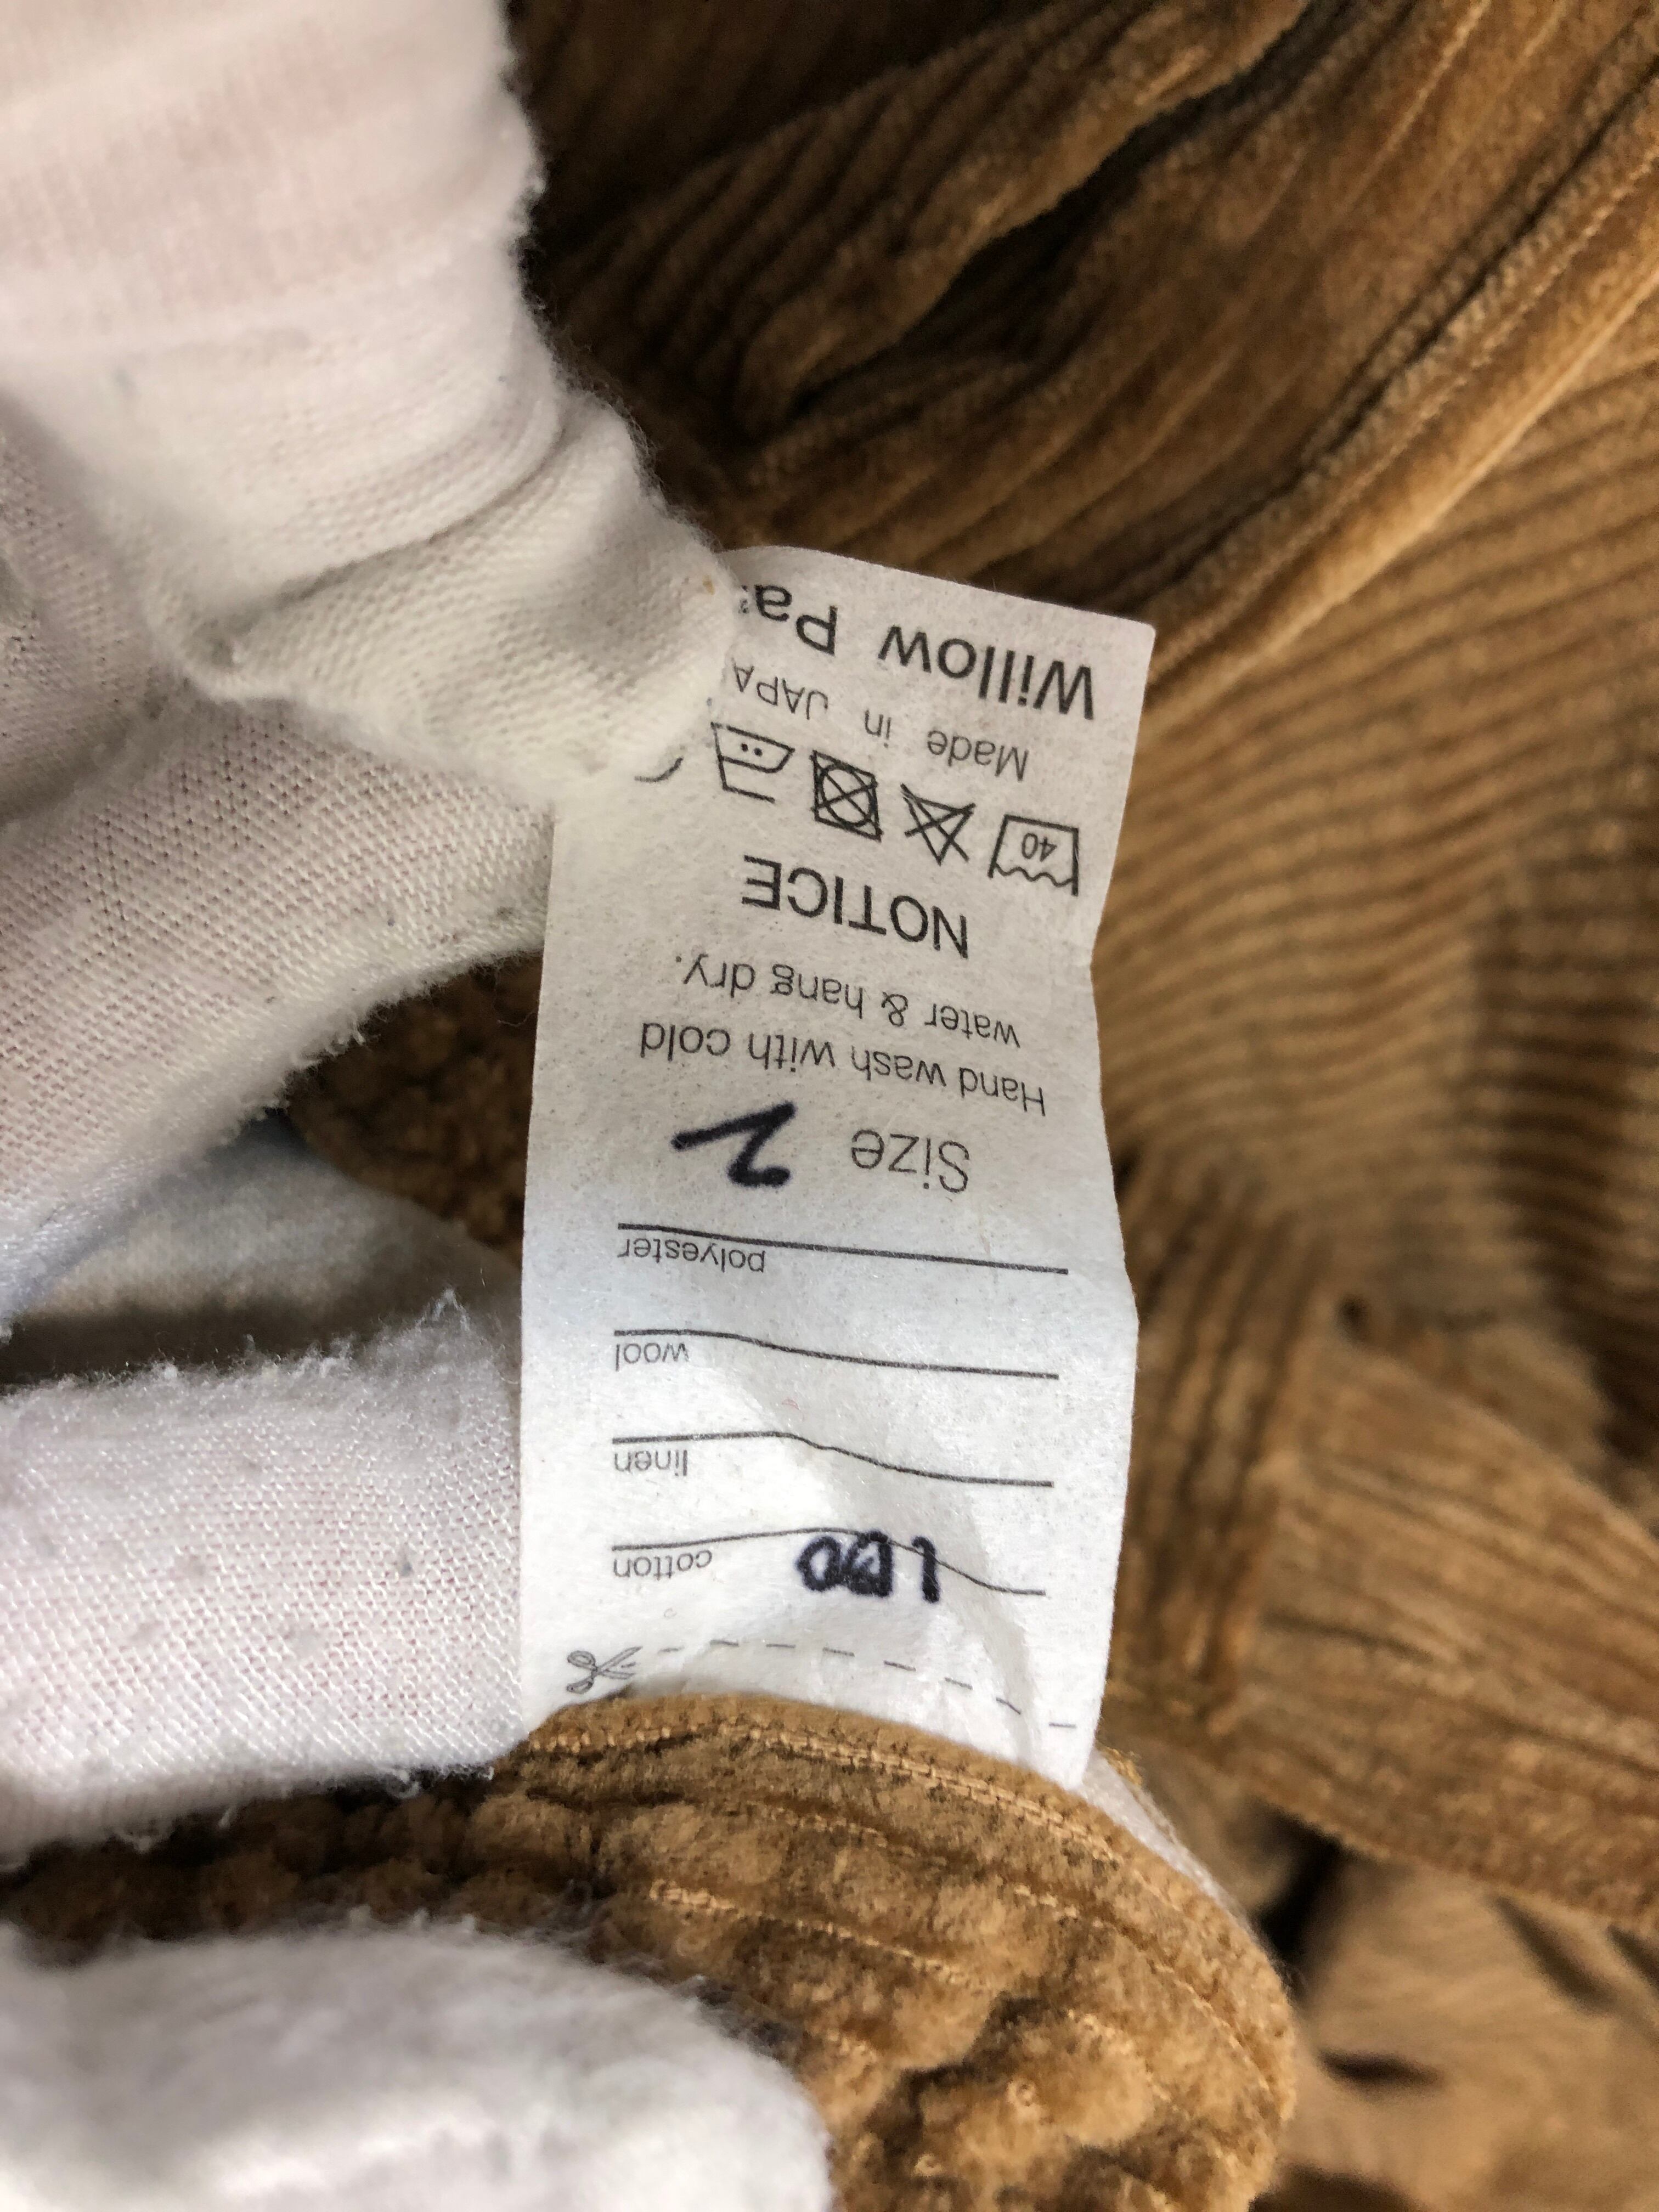 100 cotton
linen
wool
polyester
Size 2
Hand wash with cold
water & hang dry.
NOTICE
40
Made in JAPA
Willow Pa